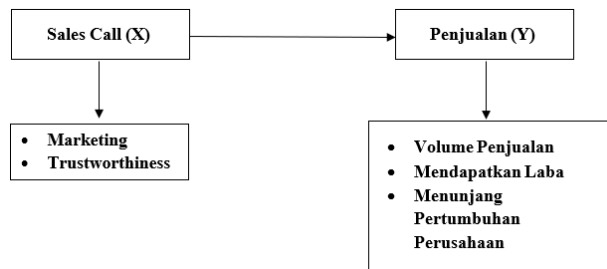 Sales Call (X)
Penjualan (Y)
• Marketing
• Trustworthiness
• Volume Penjualan
• Mendapatkan Laba
• Menunjang
Pertumbuhan
Perusahaan